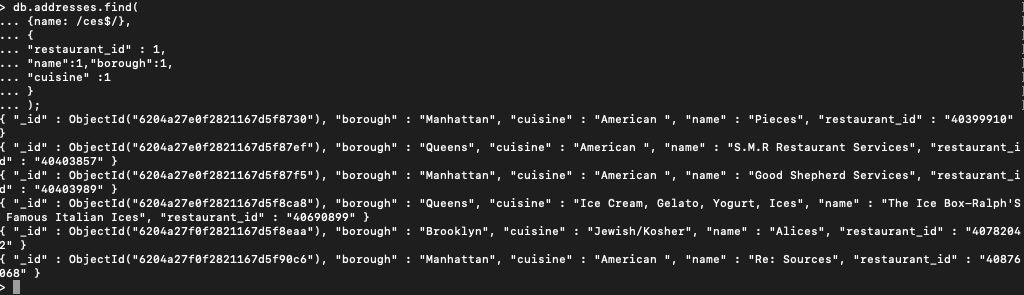 > db.addresses.find(
... {name: /ces$/},
... {
... "restaurant_id" : 1,
... "name":1,"borough":1,
... "cuisine" :1
... }
... );
{ "_id" : ObjectId("6204a27e0f2821167d5f8730"), "borough" : "Manhattan", "cuisine" : "American ", "name" : "Pieces", "restaurant_id" : "40399910"
}
{ "_id" : ObjectId("6204a27e0f2821167d5f87ef"), "borough" : "Queens", "cuisine" : "American ", "name" : "S.M.R Restaurant Services", "restaurant_i
d" : "40403857" }
{ "_id" : ObjectId("6204a27e0f2821167d5f87f5"), "borough" : "Manhattan", "cuisine" : "American ", "name" : "Good Shepherd Services", "restaurant_i
d" : "40403989" }
{ "_id" : ObjectId("6204a27e0f2821167d5f8ca8"), "borough" : "Queens", "cuisine" : "Ice Cream, Gelato, Yogurt, Ices", "name" : "The Ice Box-Ralph'S
 Famous Italian Ices", "restaurant_id" : "40690899" }
{ "_id" : ObjectId("6204a27f0f2821167d5f8eaa"), "borough" : "Brooklyn", "cuisine" : "Jewish/Kosher", "name" : "Alices", "restaurant_id" : "4078204
2" }
{ "_id" : ObjectId("6204a27f0f2821167d5f90c6"), "borough" : "Manhattan", "cuisine" : "American ", "name" : "Re: Sources", "restaurant_id" : "40876
068" }
>